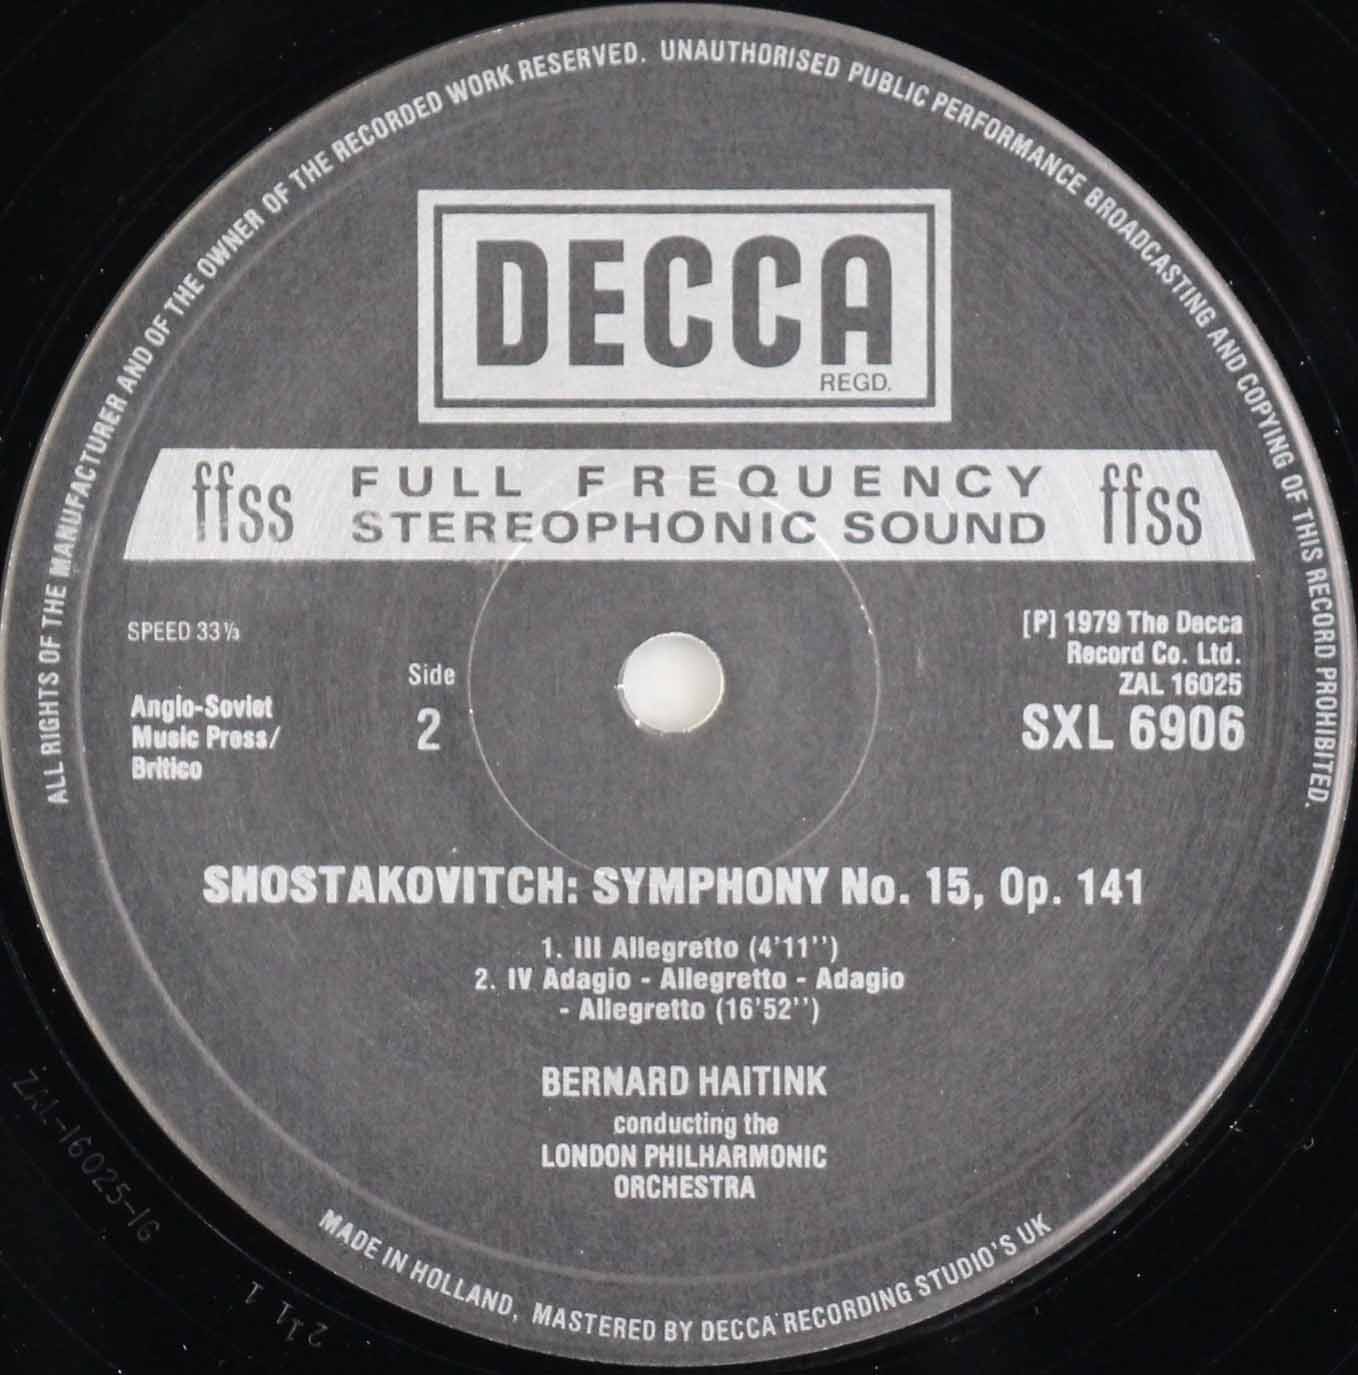 ALL RIGHTS OF THE MANUFACTURER AND OF THE OWNER OF THE RECORDED WORK RESERVED. UNAUTHORISED PUBLIC PERFORMANCE BROADCASTING AND COPYING OF THIS RECORD PROHIBITED.
DECCA
REGD.
ffss FULL FREQUENCY ffss
STEREOPHONIC SOUND
SPEED 33⅓
[P] 1979 The Decca
Record Co. Ltd.
ZAL 16025
SXL 6906
Side
2
Anglo-Soviet
Music Press/
Britico
SHOSTAKOVITCH: SYMPHONY No. 15, Op. 141
1. III Allegretto (4'11'')
2. IV Adagio - Allegretto - Adagio
- Allegretto (16'52'')
BERNARD HAITINK
conducting the
LONDON PHILHARMONIC
ORCHESTRA
MADE IN HOLLAND, MASTERED BY DECCA RECORDING STUDIO'S UK
ZAL-16025-1G
211